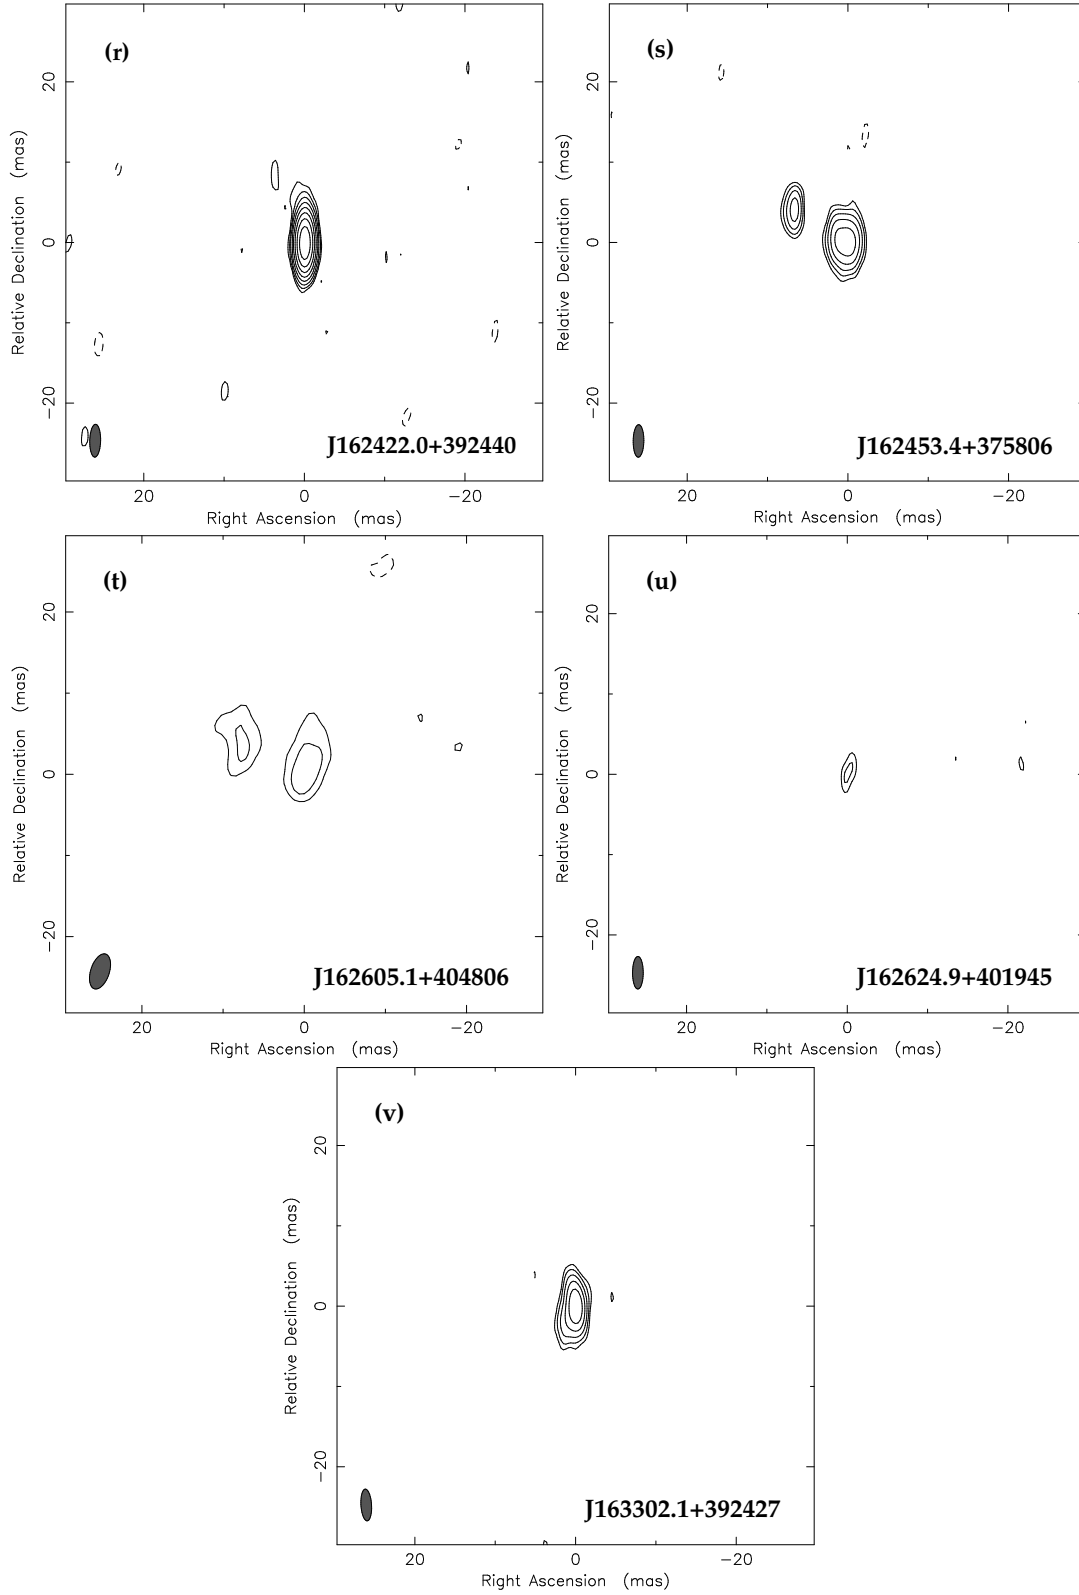 (r)
Relative Declination (mas)
20
0
−20
J162422.0+392440
20 0 −20
Right Ascension (mas)
(s)
Relative Declination (mas)
20
0
−20
J162453.4+375806
20 0 −20
Right Ascension (mas)
(t)
Relative Declination (mas)
20
0
−20
J162605.1+404806
20 0 −20
Right Ascension (mas)
(u)
Relative Declination (mas)
20
0
−20
J162624.9+401945
20 0 −20
Right Ascension (mas)
(v)
Relative Declination (mas)
20
0
−20
J163302.1+392427
20 0 −20
Right Ascension (mas)